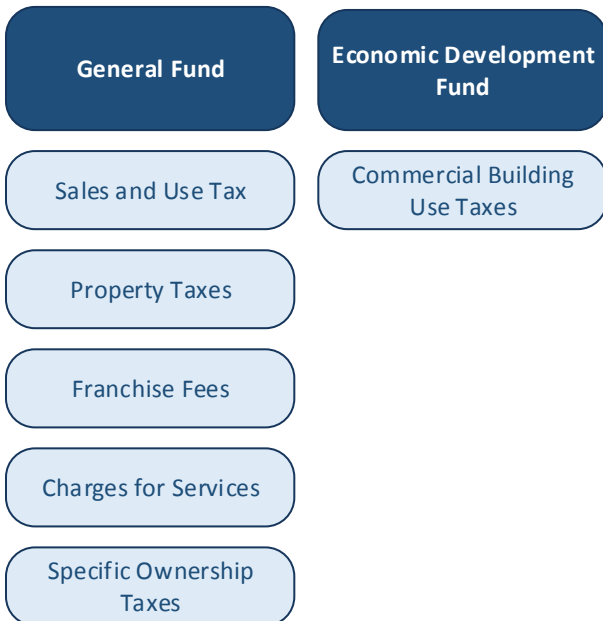 General Fund
Economic Development
Fund
Sales and Use Tax
Commercial Building
Use Taxes
Property Taxes
Franchise Fees
Charges for Services
Specific Ownership
Taxes